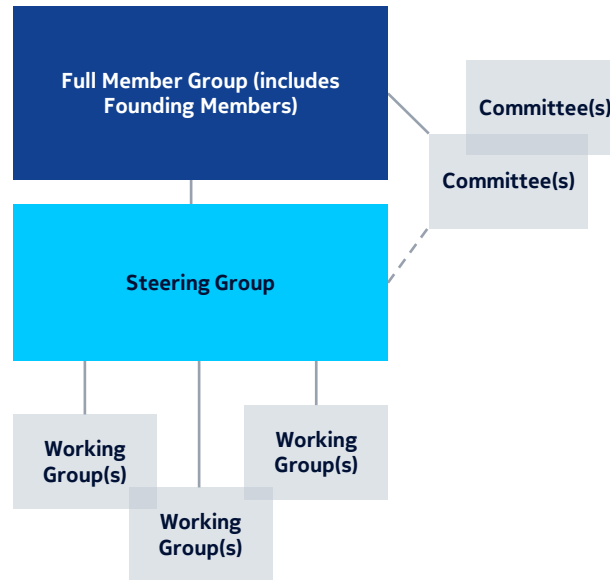 Full Member Group (includes
Founding Members)
Committee(s)
Committee(s)
Steering Group
Working
Group(s)
Working
Group(s)
Working
Group(s)